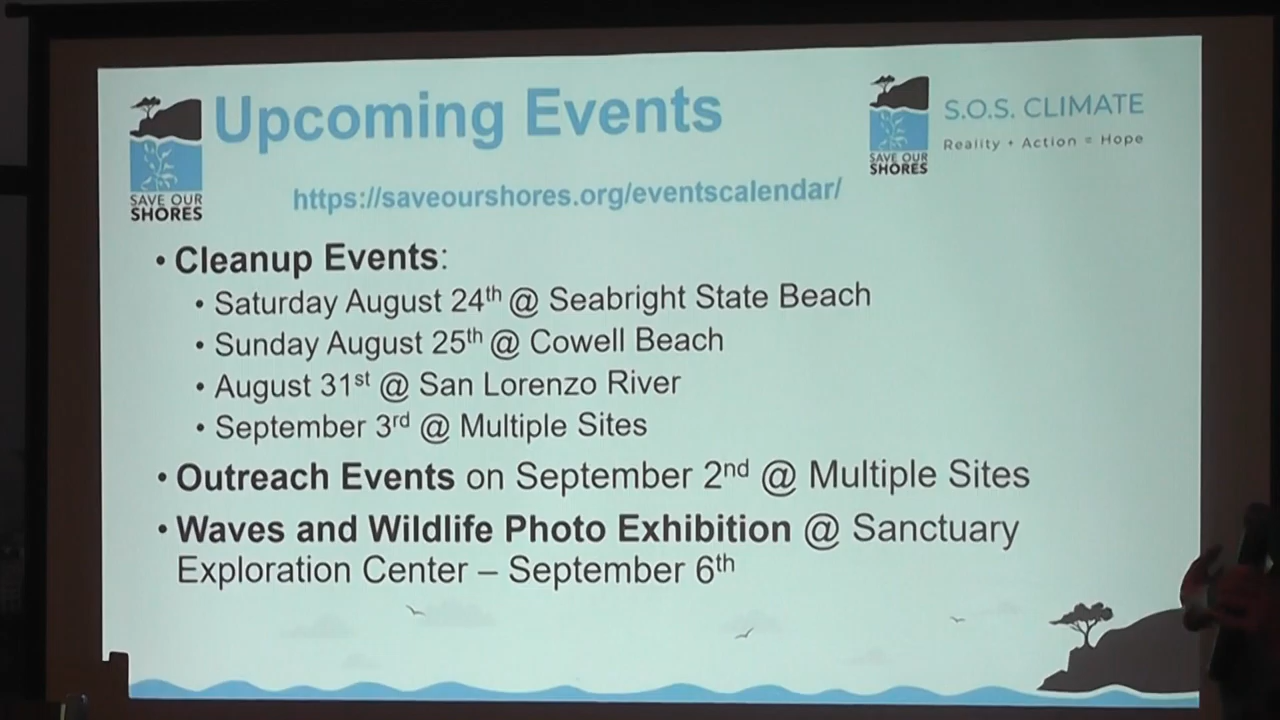 Upcoming Events
SAVE OUR
SHORES
S.O.S. CLIMATE
Reality + Action = Hope
SAVE OUR
SHORES
https://saveourshores.org/eventscalendar/
• Cleanup Events:
• Saturday August 24th @ Seabright State Beach
• Sunday August 25th @ Cowell Beach
• August 31st @ San Lorenzo River
• September 3rd @ Multiple Sites
• Outreach Events on September 2nd @ Multiple Sites
• Waves and Wildlife Photo Exhibition @ Sanctuary
Exploration Center – September 6th